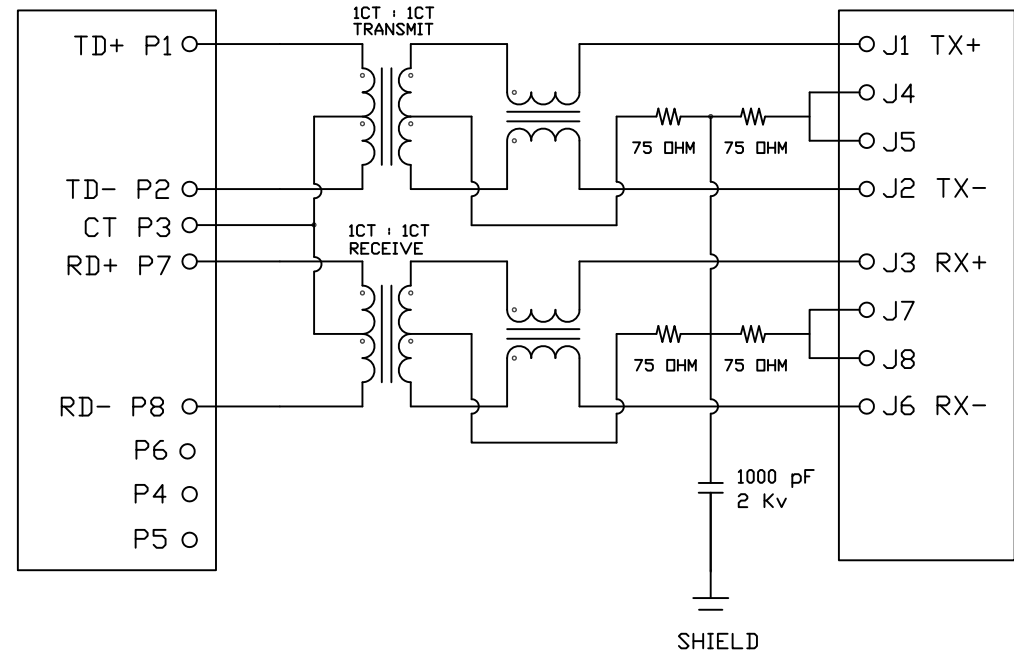 1CT : 1CT
TRANSMIT
TD+ P1
J1 TX+
J4
75 OHM
75 OHM
J5
TD- P2
J2 TX-
CT P3
1CT : 1CT
RECEIVE
RD+ P7
J3 RX+
J7
75 OHM
75 OHM
J8
RD- P8
J6 RX-
P6
1000 pF
2 Kv
P4
P5
SHIELD